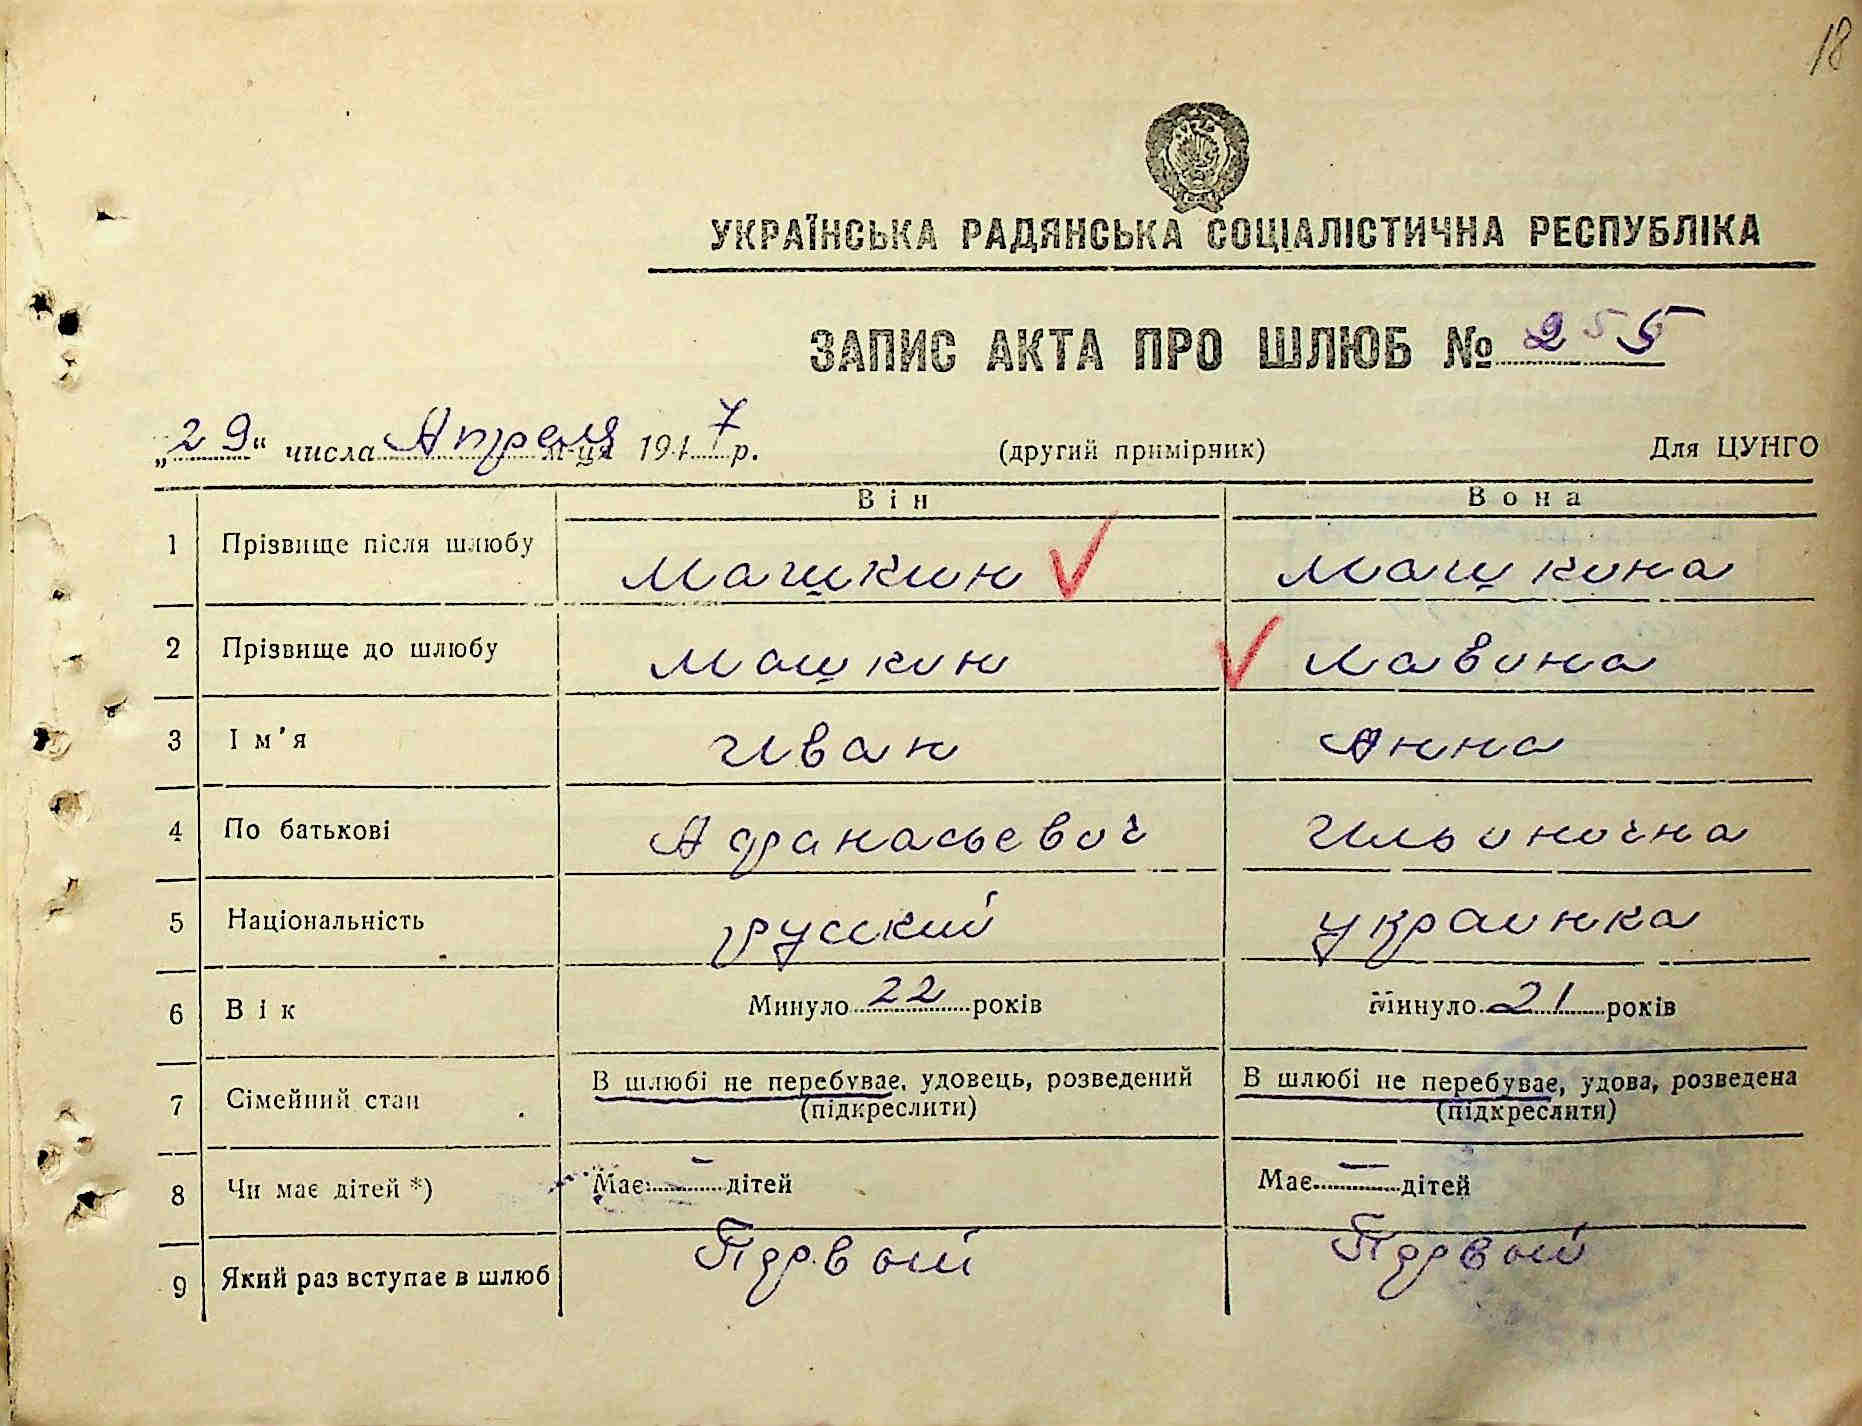 18
УКРАЇНСЬКА РАДЯНСЬКА СОЦІАЛІСТИЧНА РЕСПУБЛІКА
ЗАПИС АКТА ПРО ШЛЮБ № 255
„29“ числа Апреля м-ця 1947 р. (другий примірник) Для ЦУНГО
Він Вона
1 Прізвище після шлюбу Машкин Машкина
2 Прізвище до шлюбу Машкин Лавина
3 Ім'я Иван Анна
4 По батькові Афанасьевич Ильинична
5 Національність русский украинка
6 Вік Минуло 22 років Минуло 21 років
7 Сімейний стан В шлюбі не перебуває, удовець, розведений (підкреслити) В шлюбі не перебуває, удова, розведена (підкреслити)
8 Чи має дітей *) Має — дітей Має — дітей
9 Який раз вступає в шлюб Первый Первый